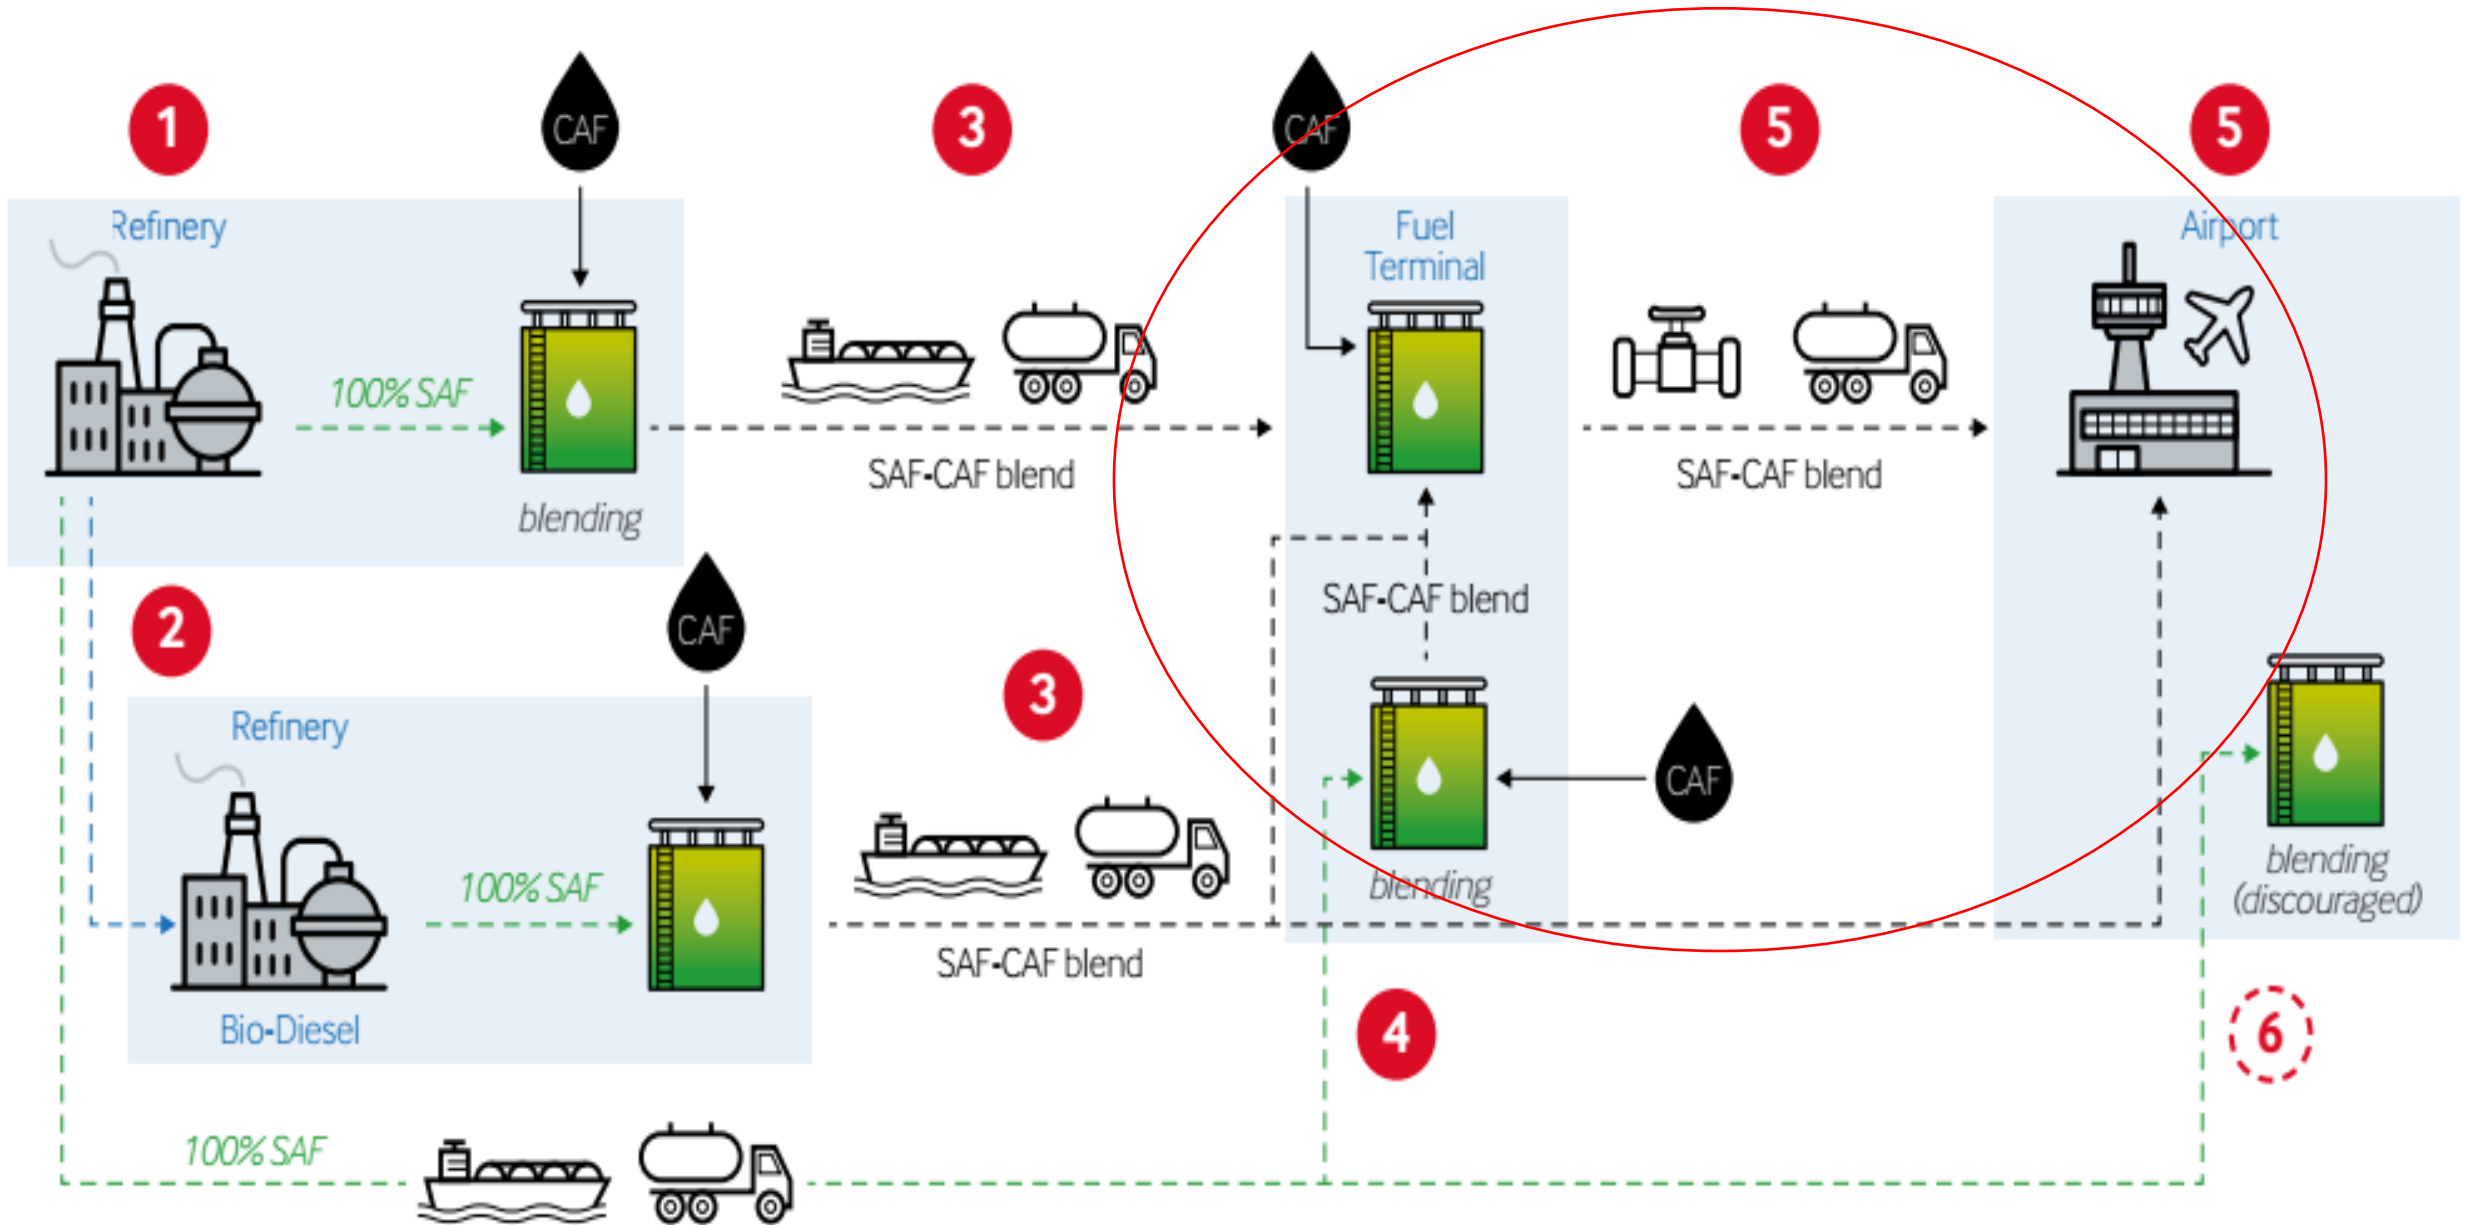 1
CAF
3
CAF
5
5
Refinery
Fuel
Terminal
Airport
100% SAF
SAF-CAF blend
SAF-CAF blend
blending
2
CAF
SAF-CAF blend
3
Refinery
CAF
blending
(discouraged)
100% SAF
blending
SAF-CAF blend
Bio-Diesel
4
6
100% SAF